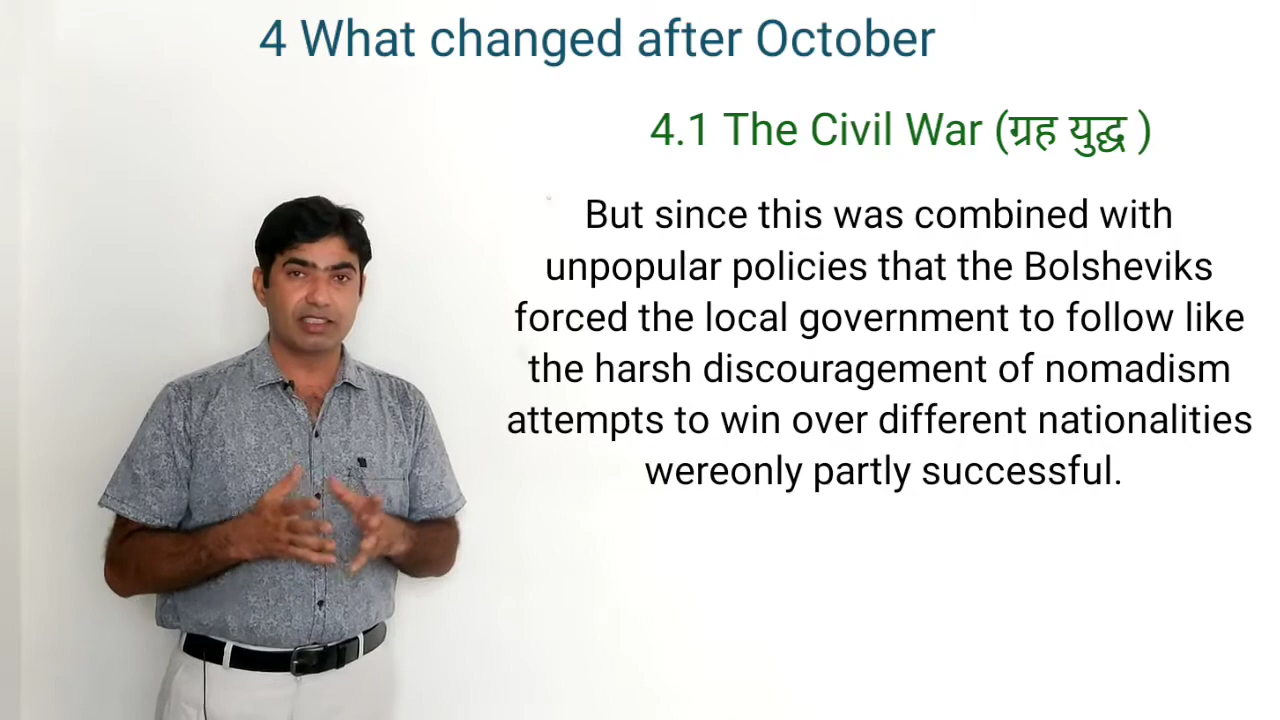 4 What changed after October
4.1 The Civil War (ग्रह युद्ध )
But since this was combined with
unpopular policies that the Bolsheviks
forced the local government to follow like
the harsh discouragement of nomadism
attempts to win over different nationalities
wereonly partly successful.